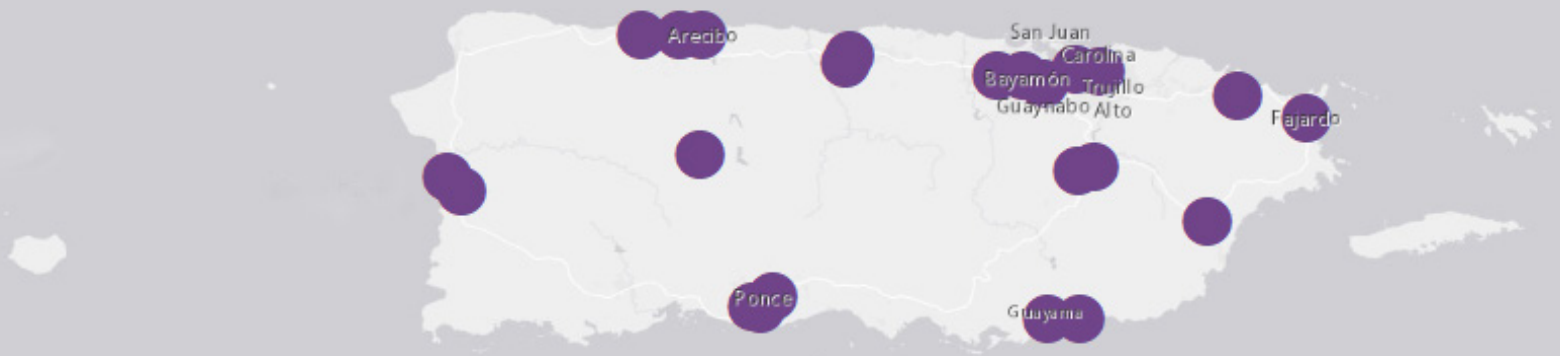 San Juan
Arecibo
Carolina
Bayamón
Trujillo
Alto
Guaynabo
Fajardo
Ponce
Guayama